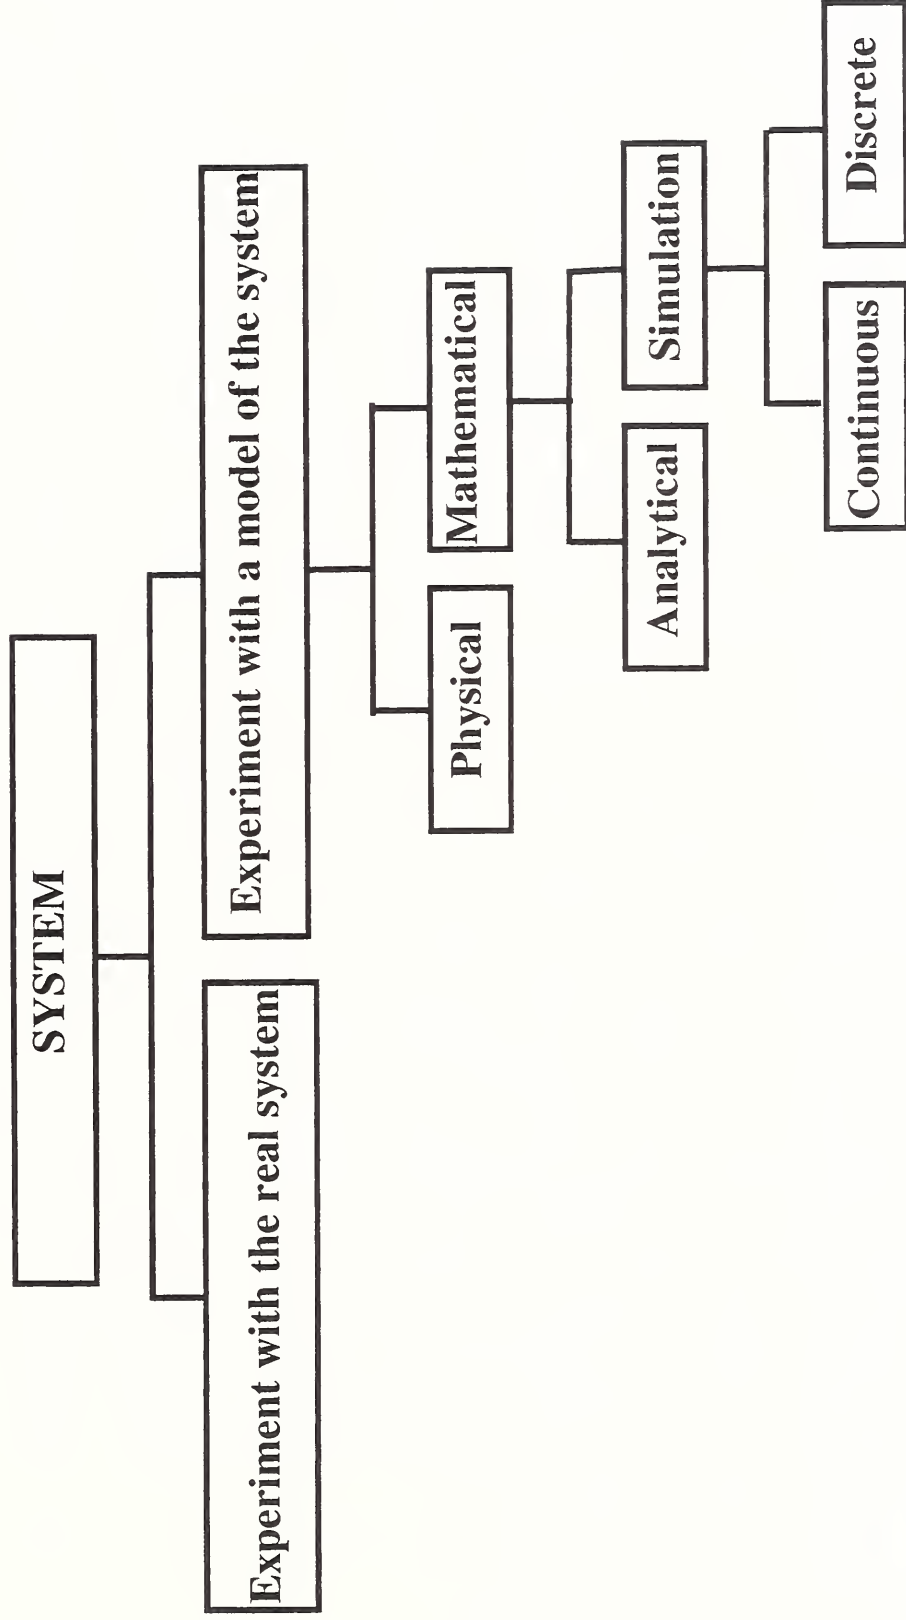 SYSTEM
Experiment with the real system
Experiment with a model of the system
Physical
Mathematical
Analytical
Simulation
Continuous
Discrete